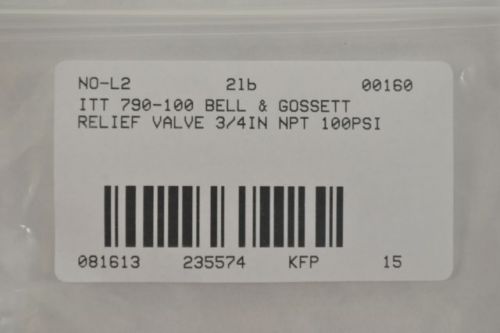 NO-L2 2lb 00160
ITT 790-100 BELL & GOSSETT
RELIEF VALVE 3/4IN NPT 100PSI
081613 235574 KFP 15